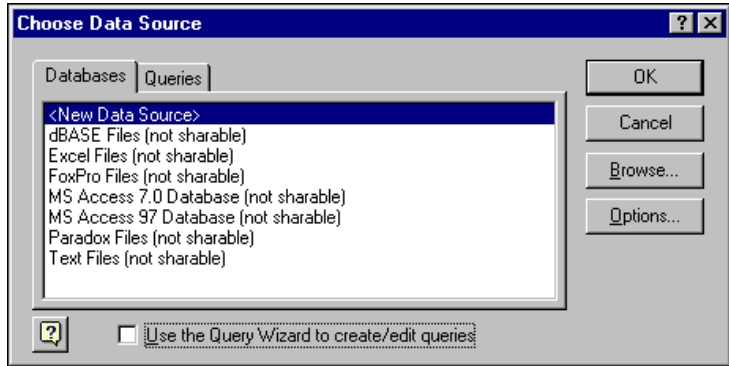 Choose Data Source
Databases
Queries
<New Data Source>
dBASE Files (not sharable)
Excel Files (not sharable)
FoxPro Files (not sharable)
MS Access 7.0 Database (not sharable)
MS Access 97 Database (not sharable)
Paradox Files (not sharable)
Text Files (not sharable)
OK
Cancel
Browse...
Options...
Use the Query Wizard to create/edit queries